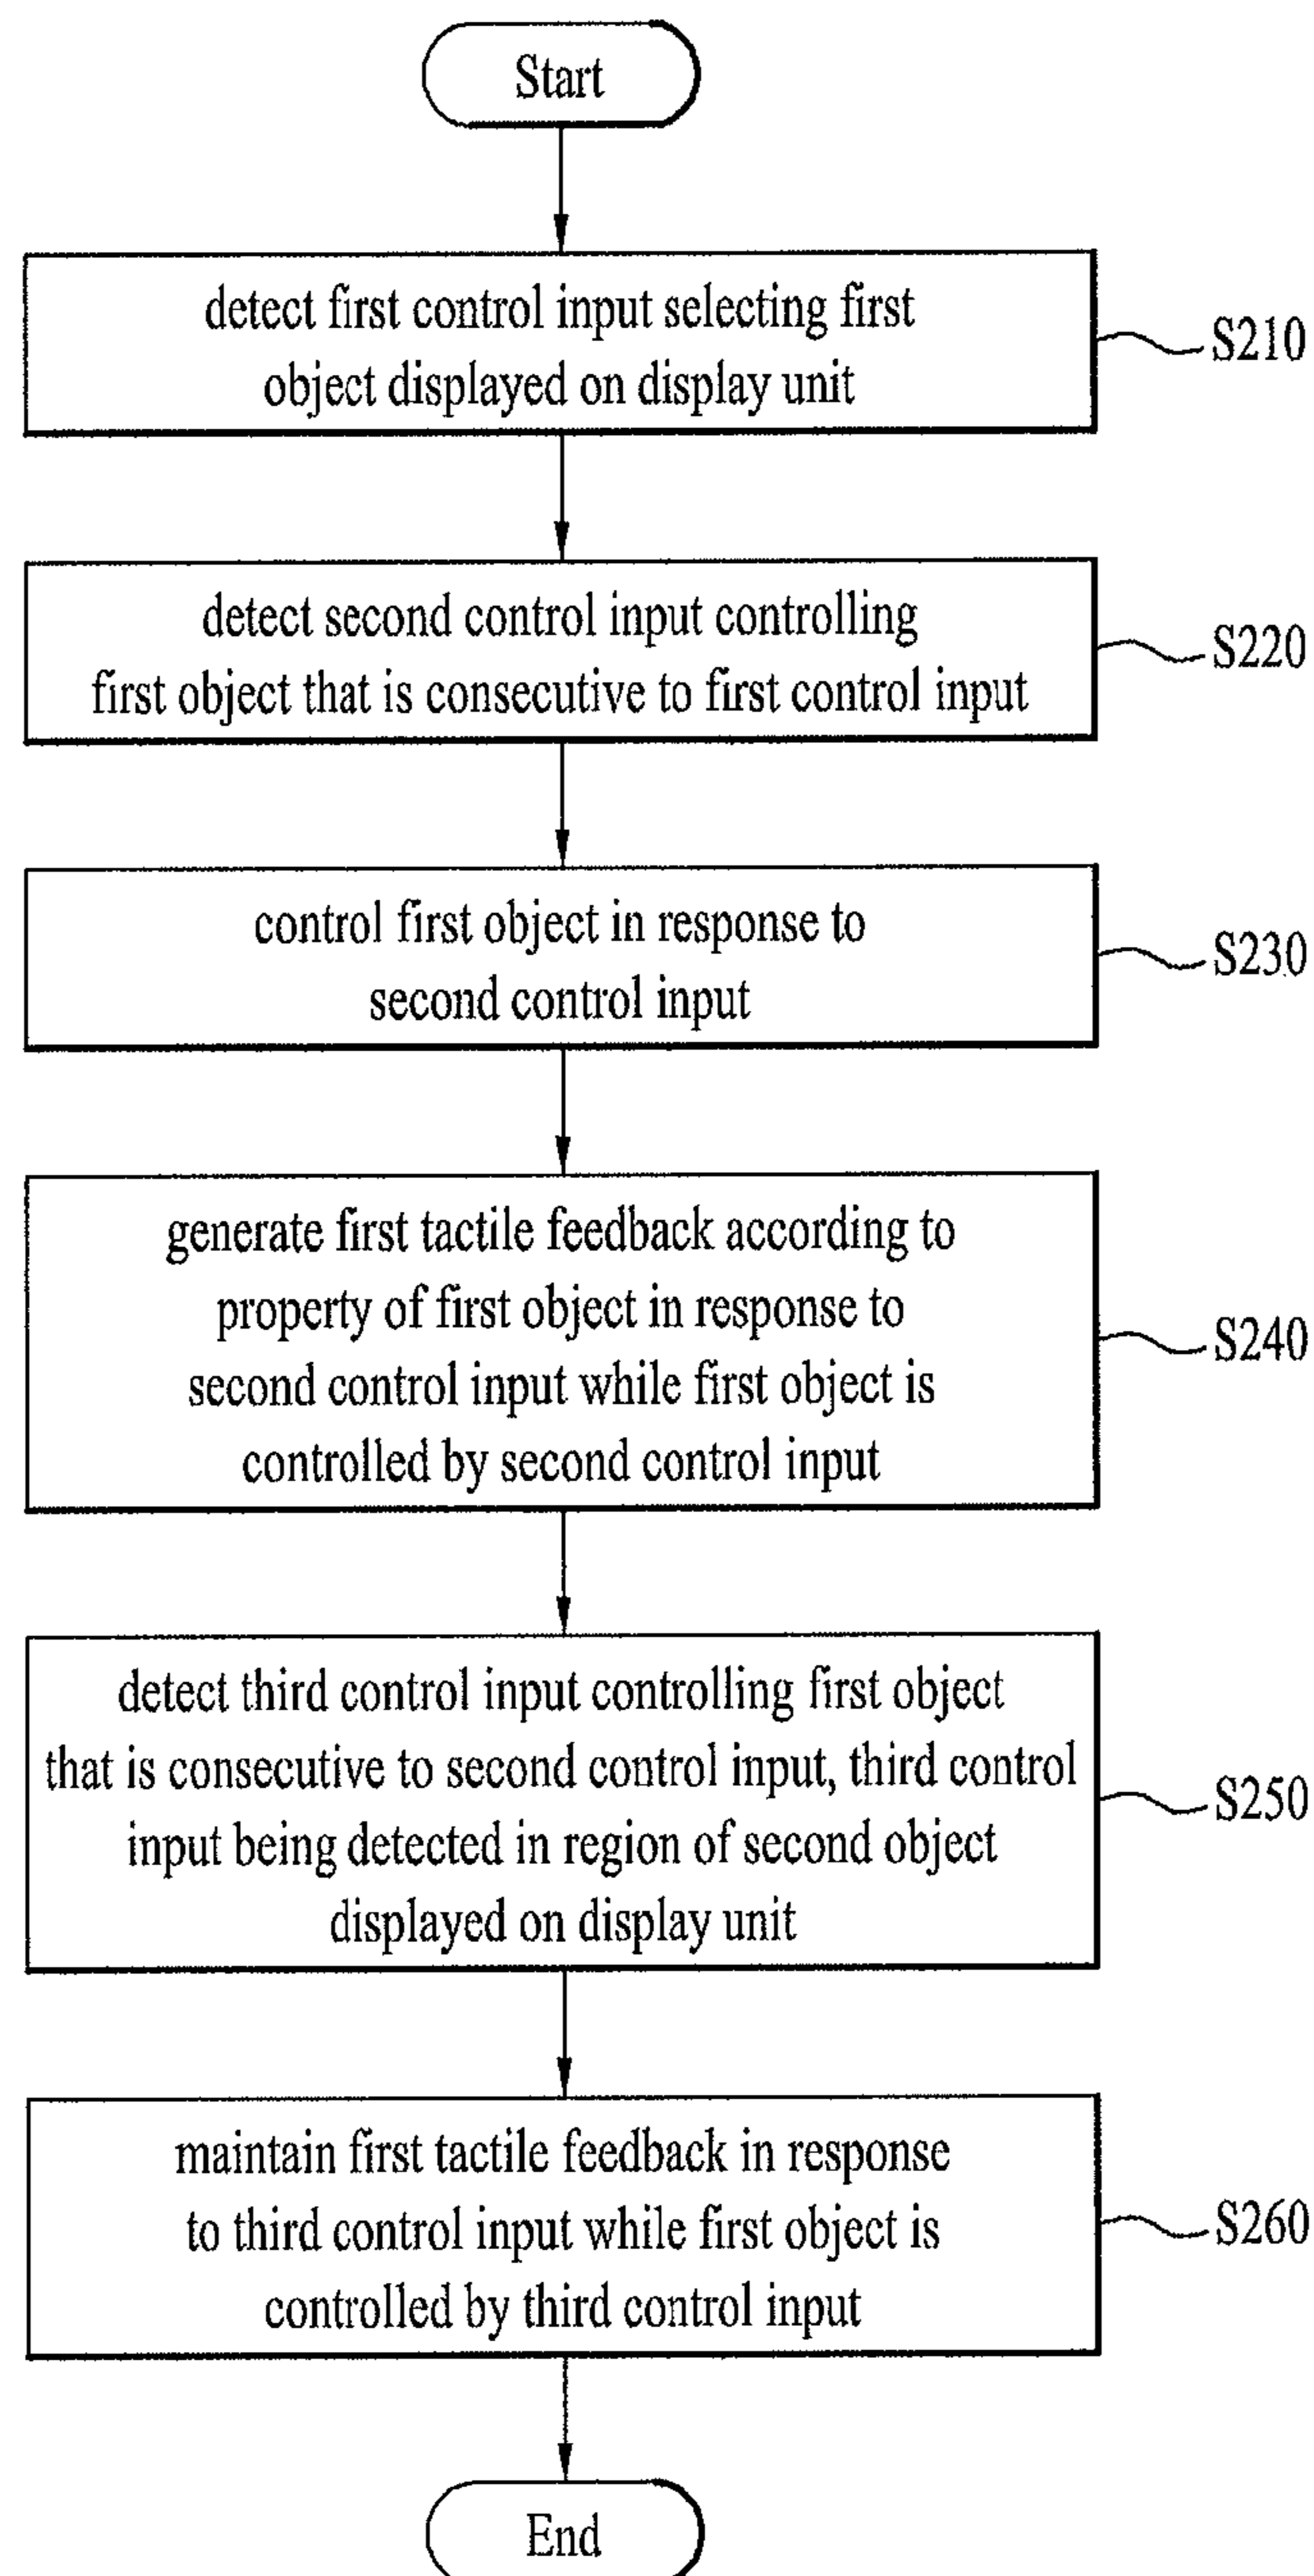 Start
detect first control input selecting first
object displayed on display unit
S210
detect second control input controlling
first object that is consecutive to first control input
S220
control first object in response to
second control input
S230
generate first tactile feedback according to
property of first object in response to
second control input while first object is
controlled by second control input
S240
detect third control input controlling first object
that is consecutive to second control input, third control
input being detected in region of second object
displayed on display unit
S250
maintain first tactile feedback in response
to third control input while first object is
controlled by third control input
S260
End